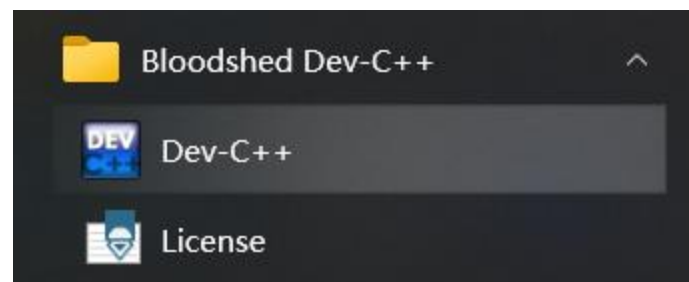 Bloodshed Dev-C++
DEV
C++
Dev-C++
License